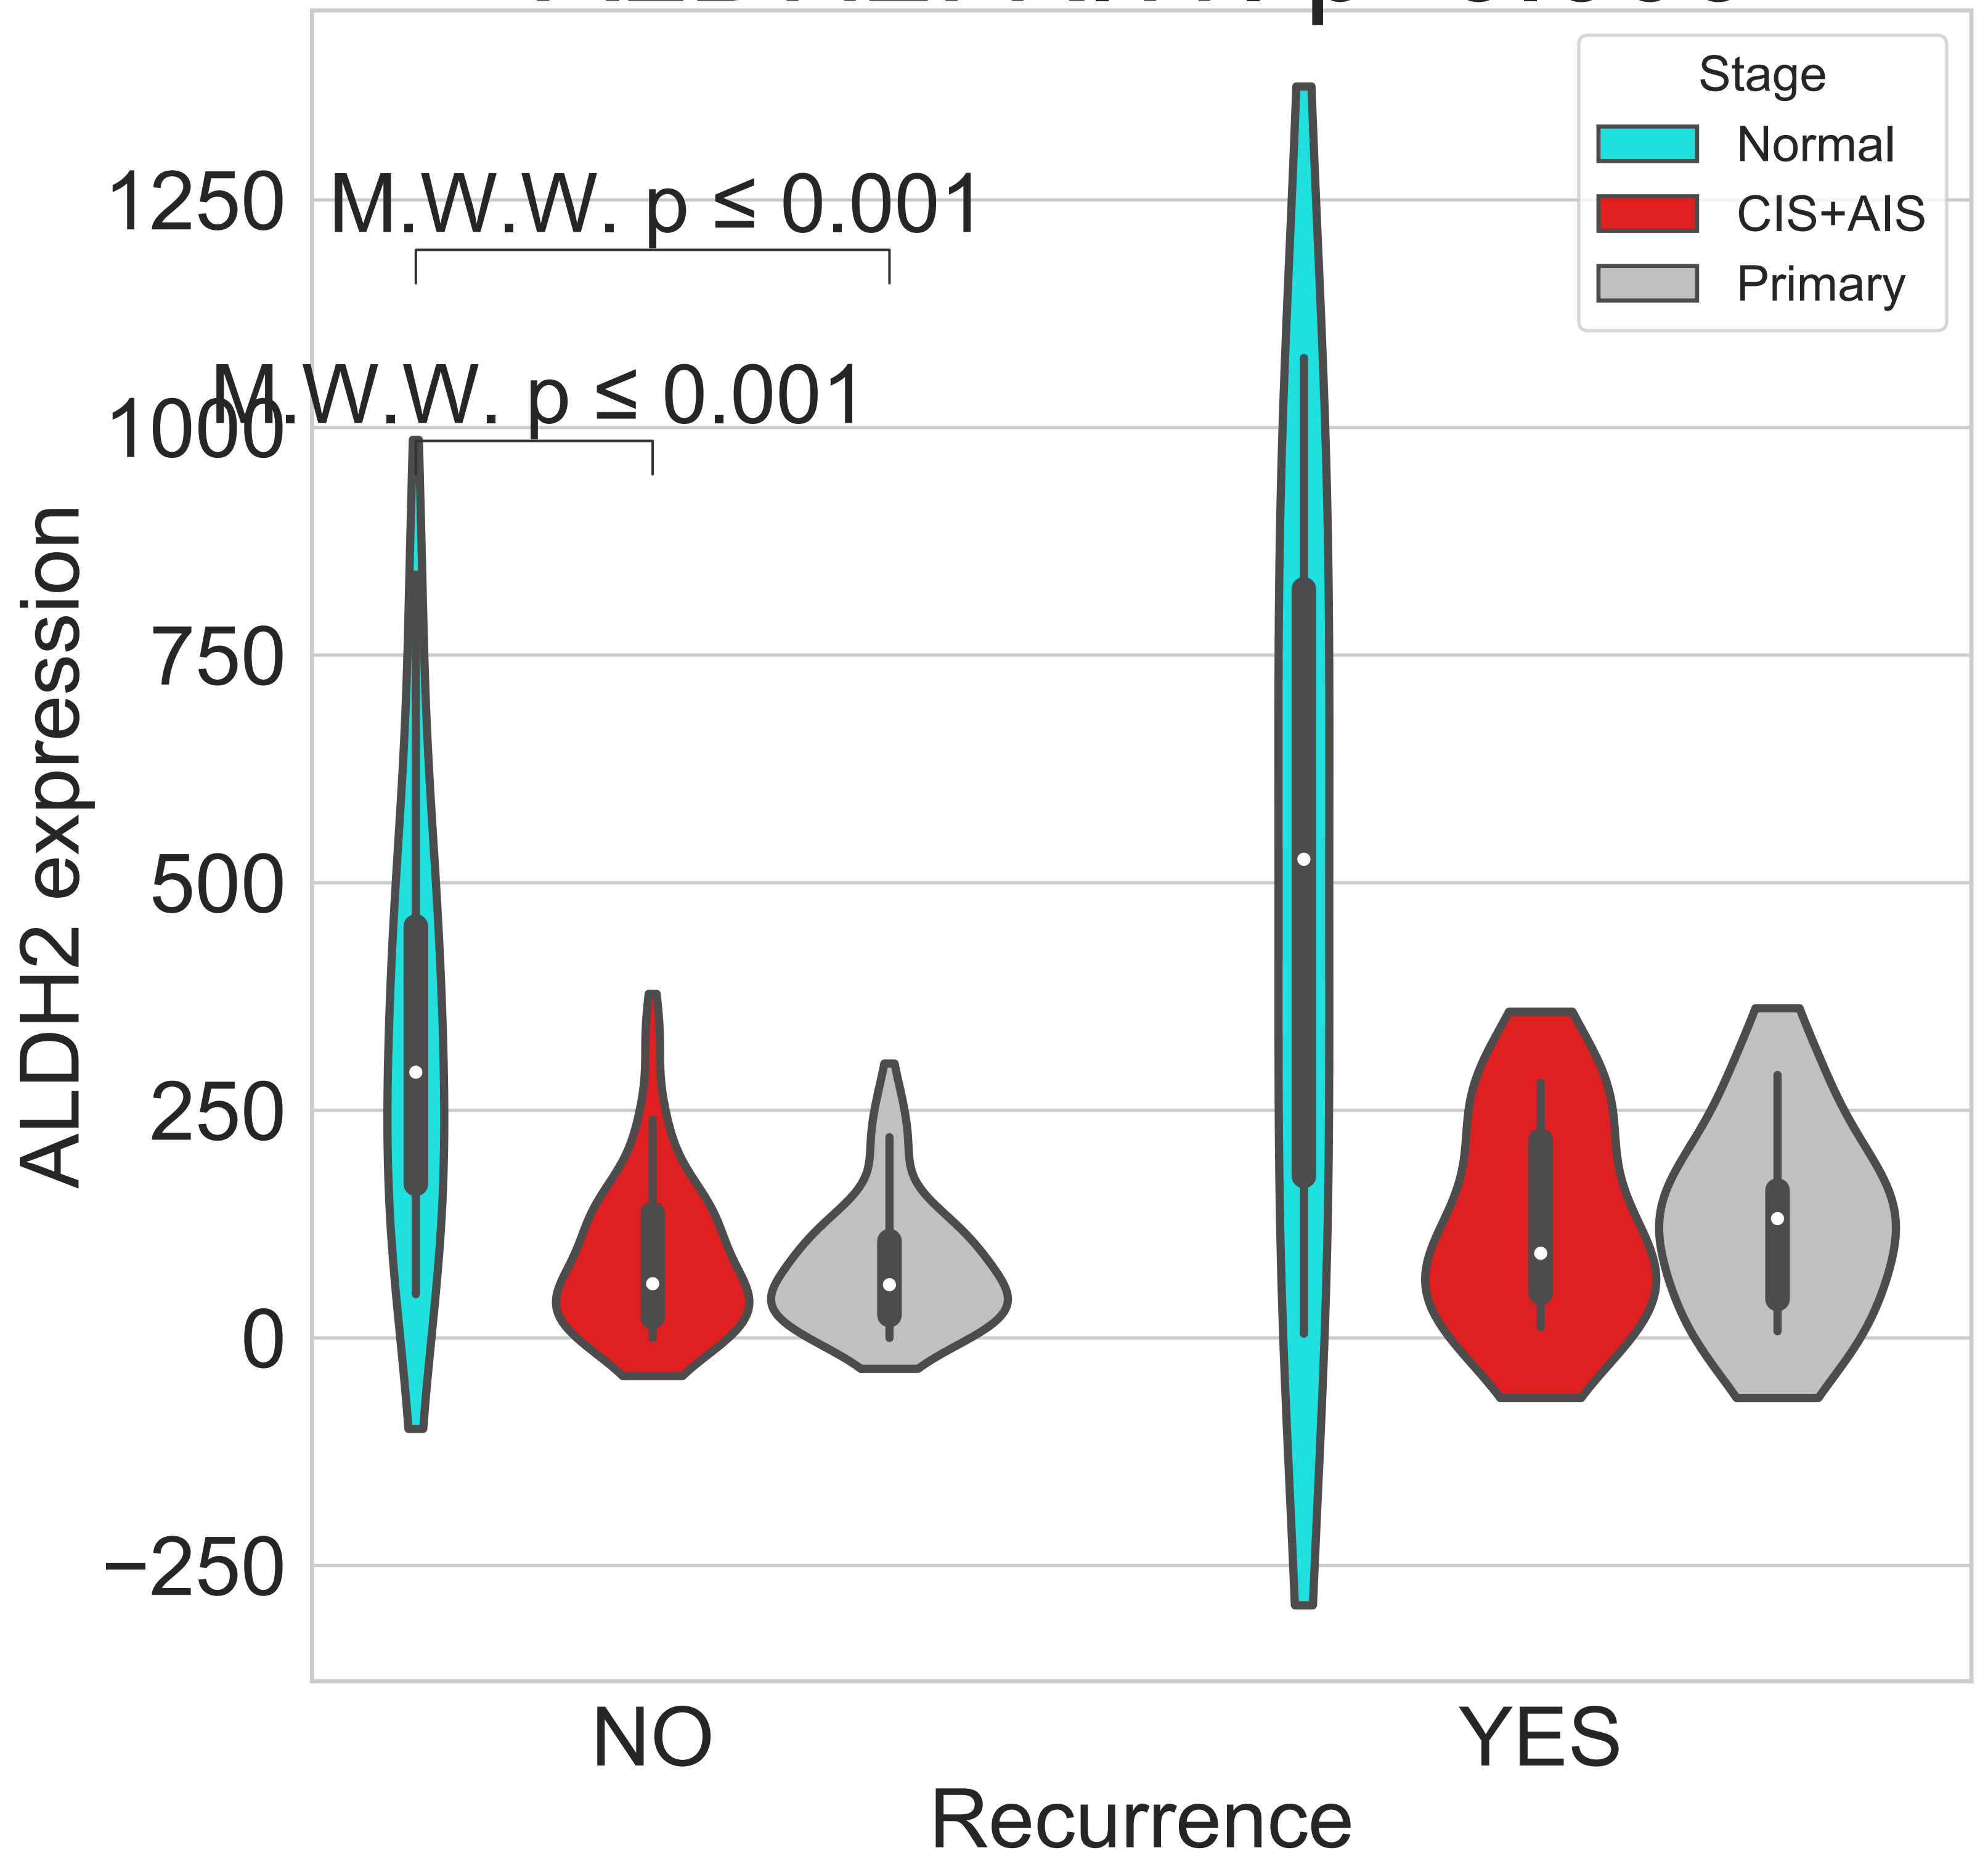 Stage
Normal
CIS+AIS
Primary
M.W.W. p ≤ 0.001
M.W.W. p ≤ 0.001
1250
1000
750
500
250
0
−250
ALDH2 expression
NO
YES
Recurrence